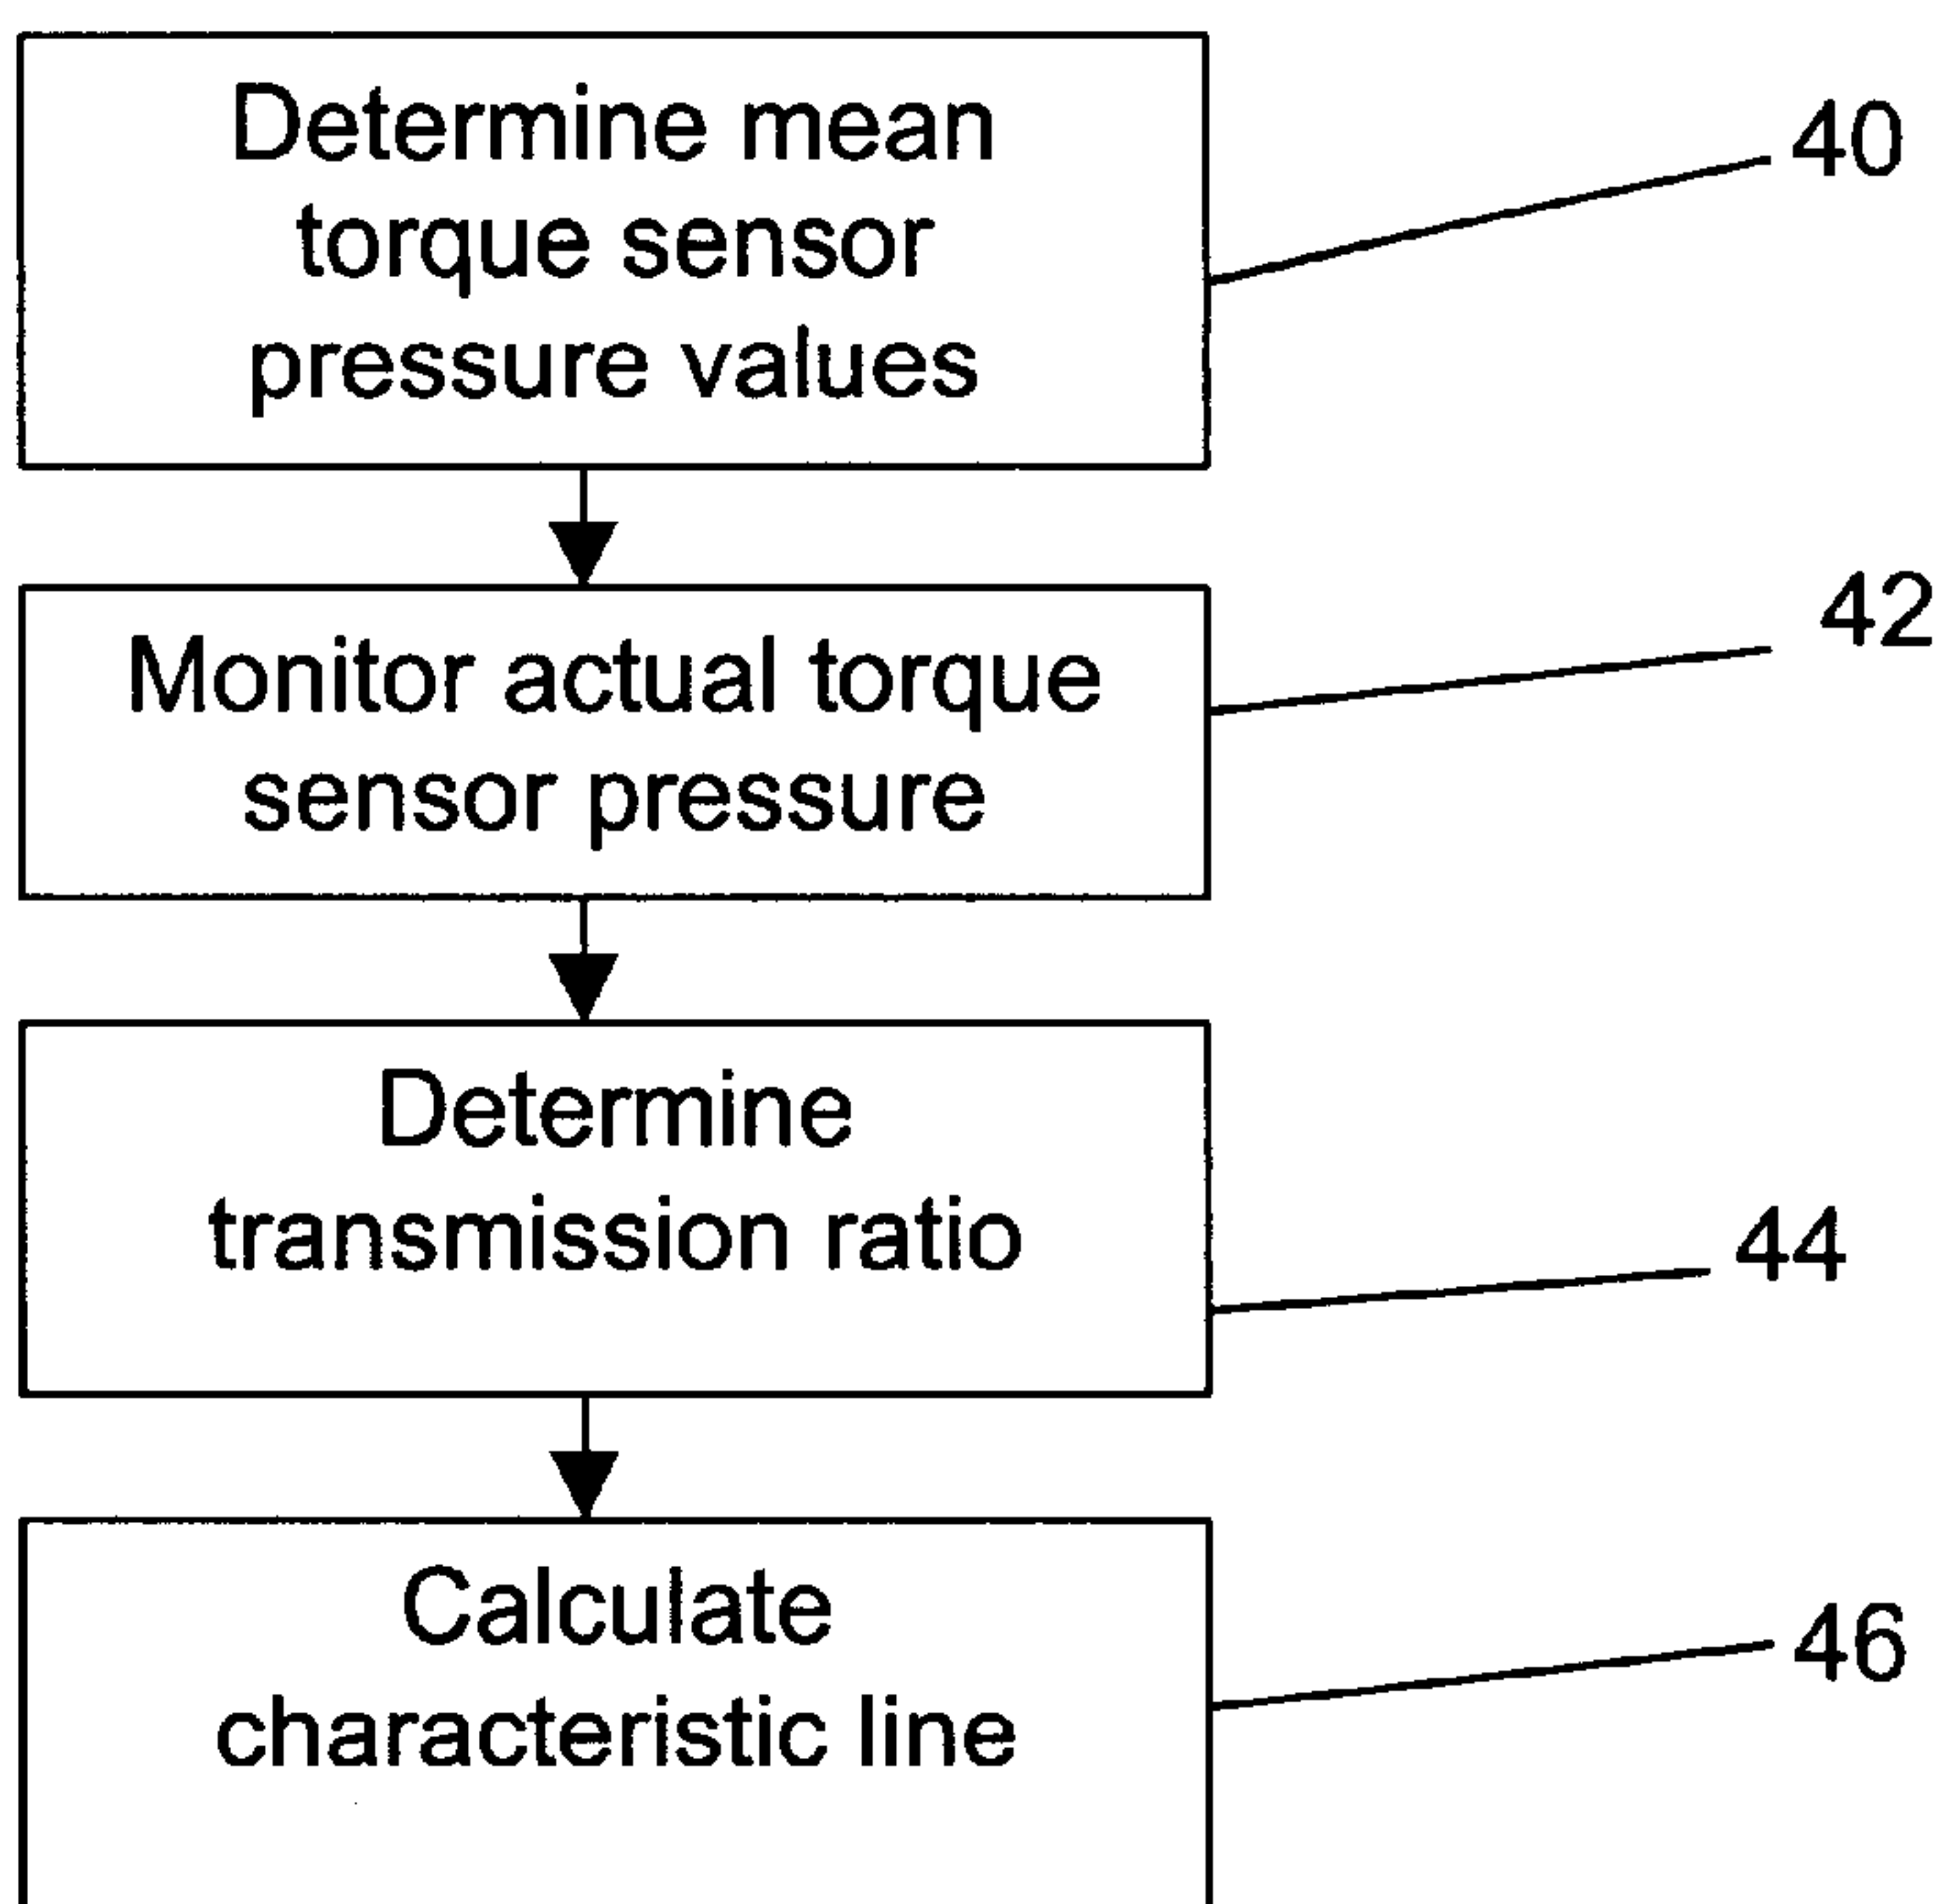 Determine mean
torque sensor
pressure values
40
Monitor actual torque
sensor pressure
42
Determine
transmission ratio
44
Calculate
characteristic line
46